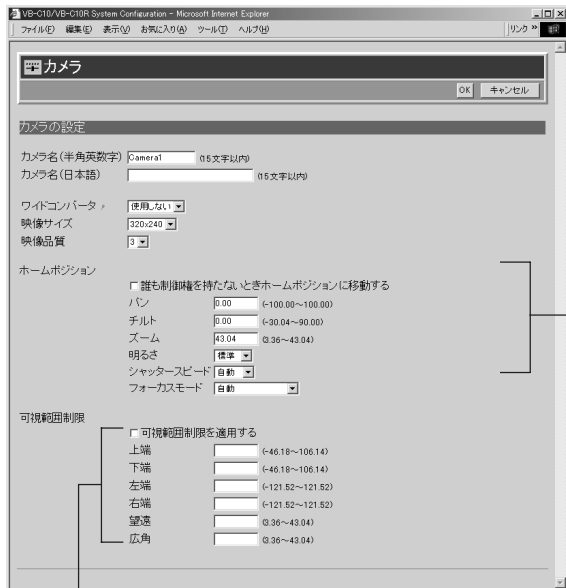 VB-C10/VB-C10R System Configuration - Microsoft Internet Explorer
ファイル(F) 編集(E) 表示(V) お気に入り(A) ツール(T) ヘルプ(H) リンク »
カメラ
OK キャンセル
カメラの設定
カメラ名(半角英数字) Camera1 (15文字以内)
カメラ名(日本語) (15文字以内)
ワイドコンバータ 使用しない
映像サイズ 320x240
映像品質 3
ホームポジション
誰も制御権を持たないときホームポジションに移動する
パン 0.00 (-100.00～100.00)
チルト 0.00 (-30.04～90.00)
ズーム 43.04 (3.36～43.04)
明るさ 標準
シャッタースピード 自動
フォーカスモード 自動
可視範囲制限
可視範囲制限を適用する
上端 (-46.18～106.14)
下端 (-46.18～106.14)
左端 (-121.52～121.52)
右端 (-121.52～121.52)
望遠 (3.36～43.04)
広角 (3.36～43.04)